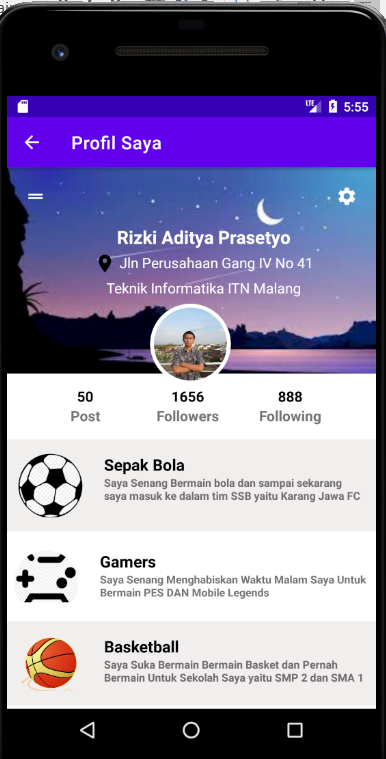 LTE 5:55
Profil Saya
Rizki Aditya Prasetyo
Jln Perusahaan Gang IV No 41
Teknik Informatika ITN Malang
50 1656 888
Post Followers Following
Sepak Bola
Saya Senang Bermain bola dan sampai sekarang
saya masuk ke dalam tim SSB yaitu Karang Jawa FC
Gamers
Saya Senang Menghabiskan Waktu Malam Saya Untuk
Bermain PES DAN Mobile Legends
Basketball
Saya Suka Bermain Bermain Basket dan Pernah
Bermain Untuk Sekolah Saya yaitu SMP 2 dan SMA 1